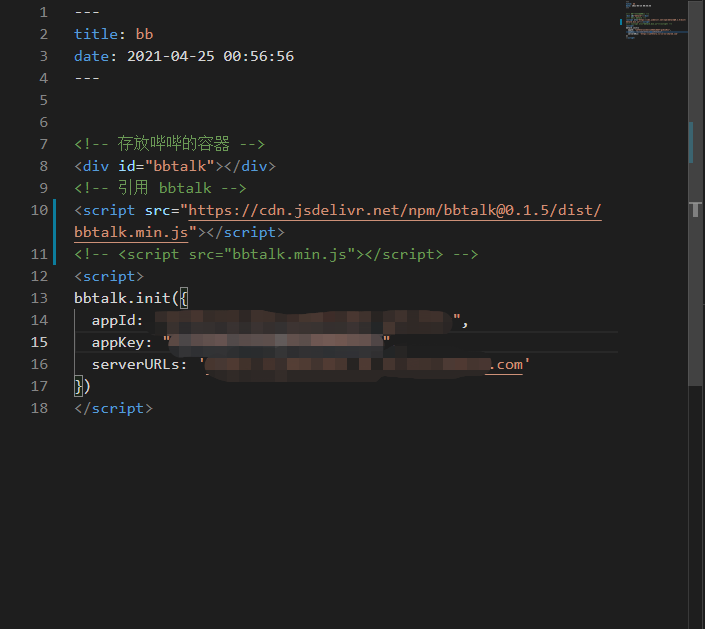 1 ---
2 title: bb
3 date: 2021-04-25 00:56:56
4 ---
5
6
7 <!-- 存放哔哔的容器 -->
8 <div id="bbtalk"></div>
9 <!-- 引用 bbtalk -->
10 <script src="https://cdn.jsdelivr.net/npm/bbtalk@0.1.5/dist/
bbtalk.min.js"></script>
11 <!-- <script src="bbtalk.min.js"></script> -->
12 <script>
13 bbtalk.init({
14 appId: ",
15 appKey: ""
16 serverURLs: '.com'
17 })
18 </script>